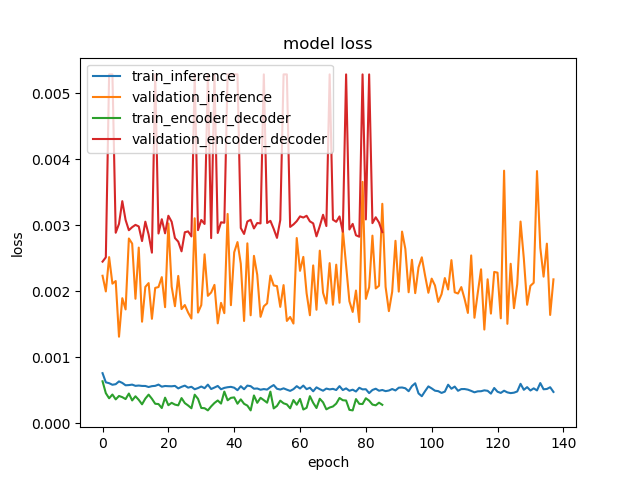 model loss
train_inference
validation_inference
train_encoder_decoder
validation_encoder_decoder
loss
0.005
0.004
0.003
0.002
0.001
0.000
0 20 40 60 80 100 120 140
epoch